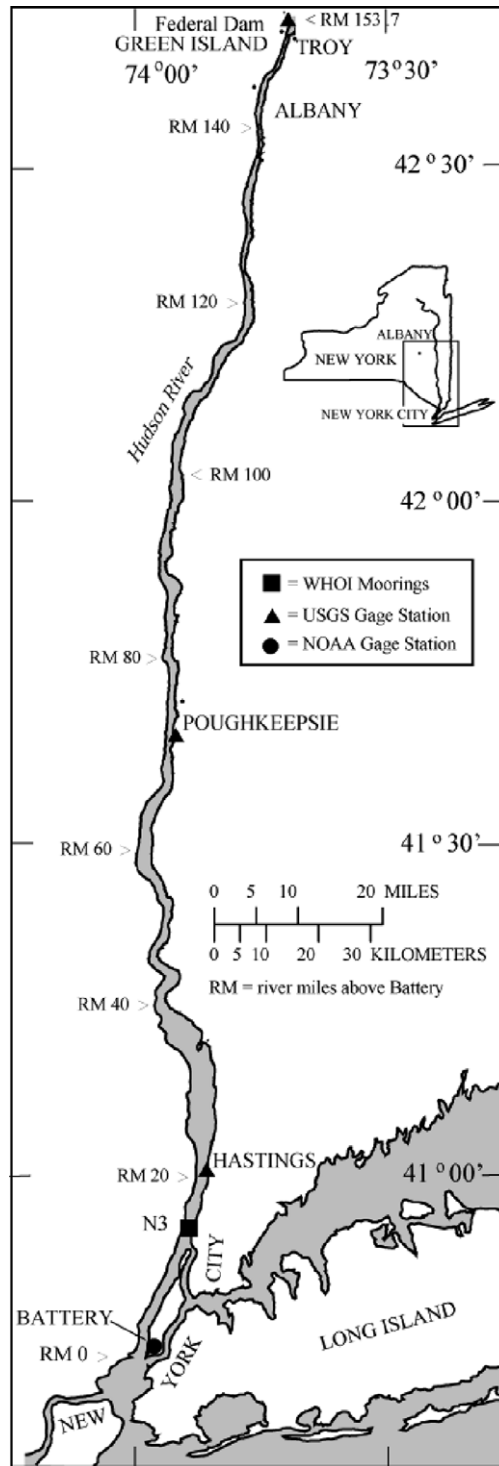 Federal Dam
< RM 153.7
GREEN ISLAND
TROY
74°00'
73°30'
ALBANY
RM 140 >
42°30'
RM 120 >
ALBANY
NEW YORK
NEW YORK CITY
Hudson River
< RM 100
42°00'
■ = WHOI Moorings
▲ = USGS Gage Station
● = NOAA Gage Station
RM 80 >
POUGHKEEPSIE
RM 60 >
41°30'
0 5 10 20 MILES
0 5 10 20 30 KILOMETERS
RM = river miles above Battery
RM 40 >
HASTINGS
RM 20 >
41°00'
N3
CITY
BATTERY
LONG ISLAND
RM 0 >
YORK
NEW